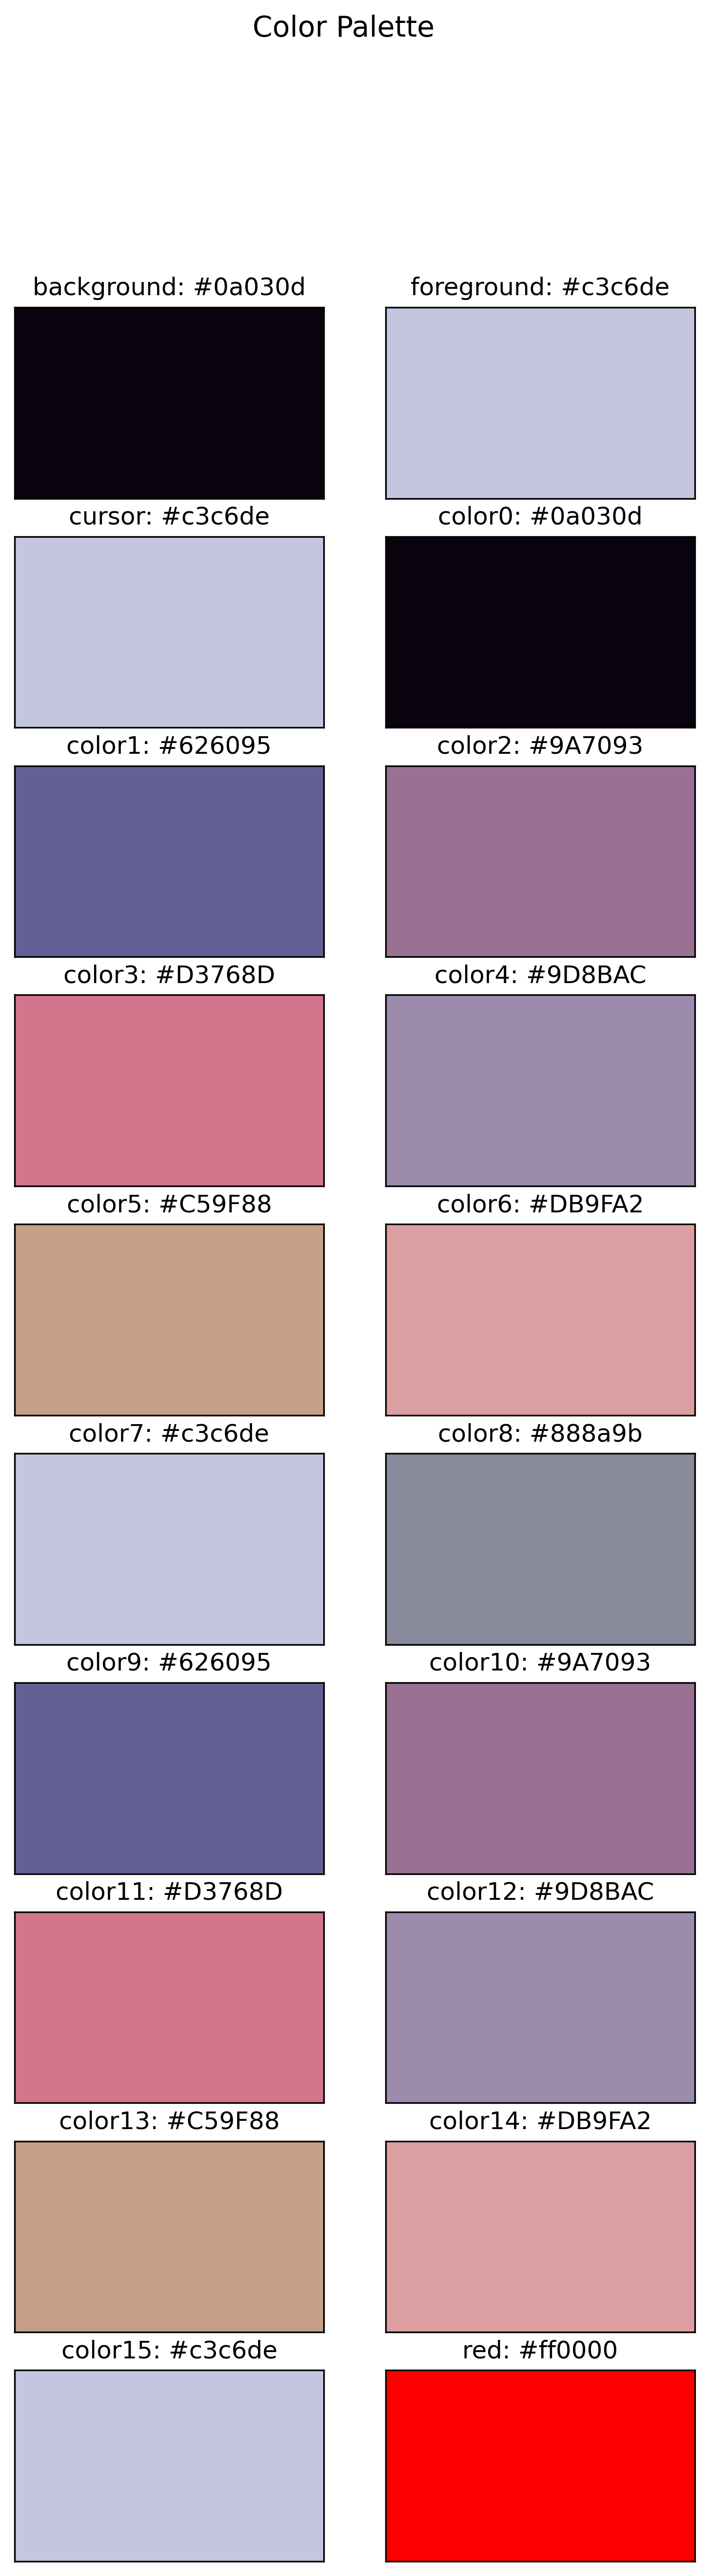 Color Palette
background: #0a030d
foreground: #c3c6de
cursor: #c3c6de
color0: #0a030d
color1: #626095
color2: #9A7093
color3: #D3768D
color4: #9D8BAC
color5: #C59F88
color6: #DB9FA2
color7: #c3c6de
color8: #888a9b
color9: #626095
color10: #9A7093
color11: #D3768D
color12: #9D8BAC
color13: #C59F88
color14: #DB9FA2
color15: #c3c6de
red: #ff0000